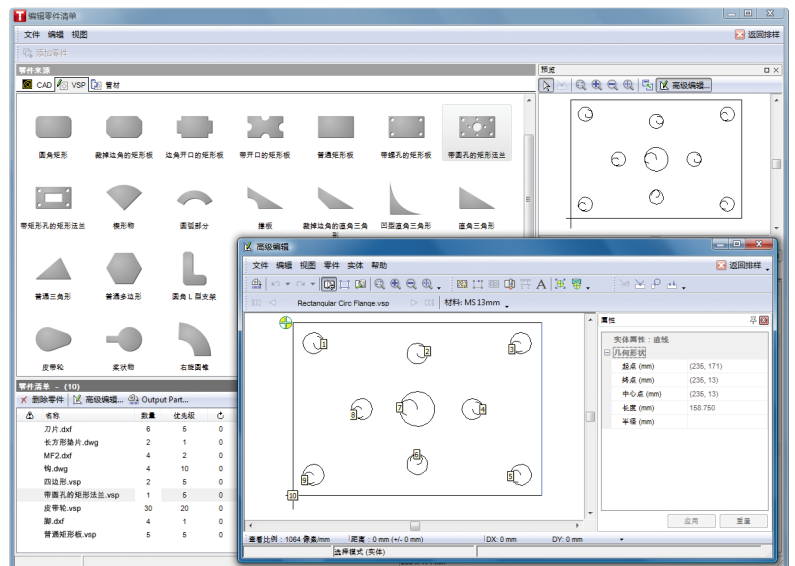 编辑零件清单
文件 编辑 视图 返回排样
添加零件
零件来源
CAD VSP 管材
圆角矩形 裁掉边角的矩形板 边角开口的矩形板 带开口的矩形板 普通矩形板 带螺孔的矩形板 带圆孔的矩形法兰
带矩形孔的矩形法兰 楔形物 圆弧部分 撑板 裁掉边角的直角三角形 凹型直角三角形 直角三角形
普通三角形 普通多边形 圆角 L 型支架
皮带轮 桨状物 右旋圆锥
预览
高级编辑...
零件清单 - (10)
删除零件 高级编辑... Output Part...
名称 数量 优先级
刀片.dxf 6 5 0
长方形垫片.dwg 2 1 0
MF2.dxf 4 2 0
钩.dwg 4 10 0
四边形.vsp 2 5 0
带圆孔的矩形法兰.vsp 1 5 0
皮带轮.vsp 30 20 0
脚.dxf 4 1 0
普通矩形板.vsp 5 5 0
高级编辑
文件 编辑 视图 零件 实体 帮助 返回排样
Rectangular Circ Flange.vsp 材料: MS 13mm
1
2
3
8
7
4
6
9
5
10
属性
实体属性：直线
几何形状
起点 (mm) (235, 171)
终点 (mm) (235, 13)
中心点 (mm) (235, 13)
长度 (mm) 158.750
半径 (mm)
应用 重置
查看比例：1064 像素/mm 距离：0 mm (+/- 0 mm) DX: 0 mm DY: 0 mm
选择模式 (实体)